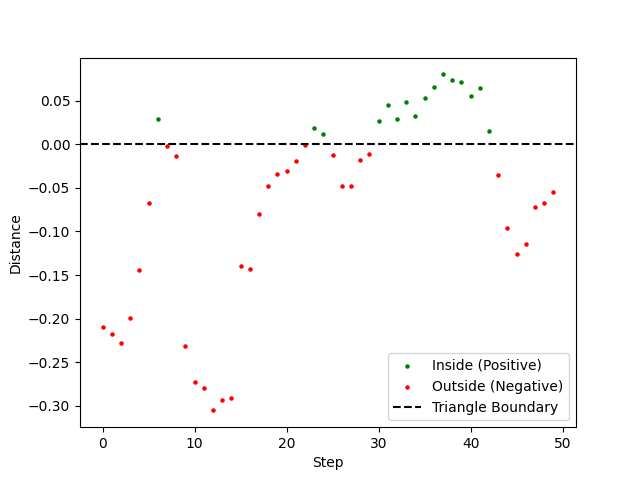 0.05
0.00
−0.05
−0.10
−0.15
−0.20
−0.25
−0.30
Distance
0 10 20 30 40 50
Step
Inside (Positive)
Outside (Negative)
Triangle Boundary